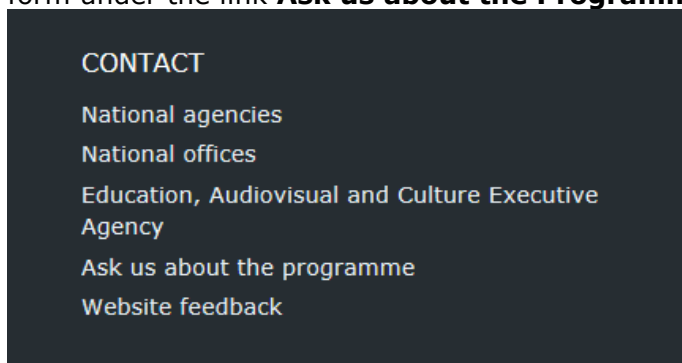 form under the link Ask us about the Programm
CONTACT
National agencies
National offices
Education, Audiovisual and Culture Executive
Agency
Ask us about the programme
Website feedback